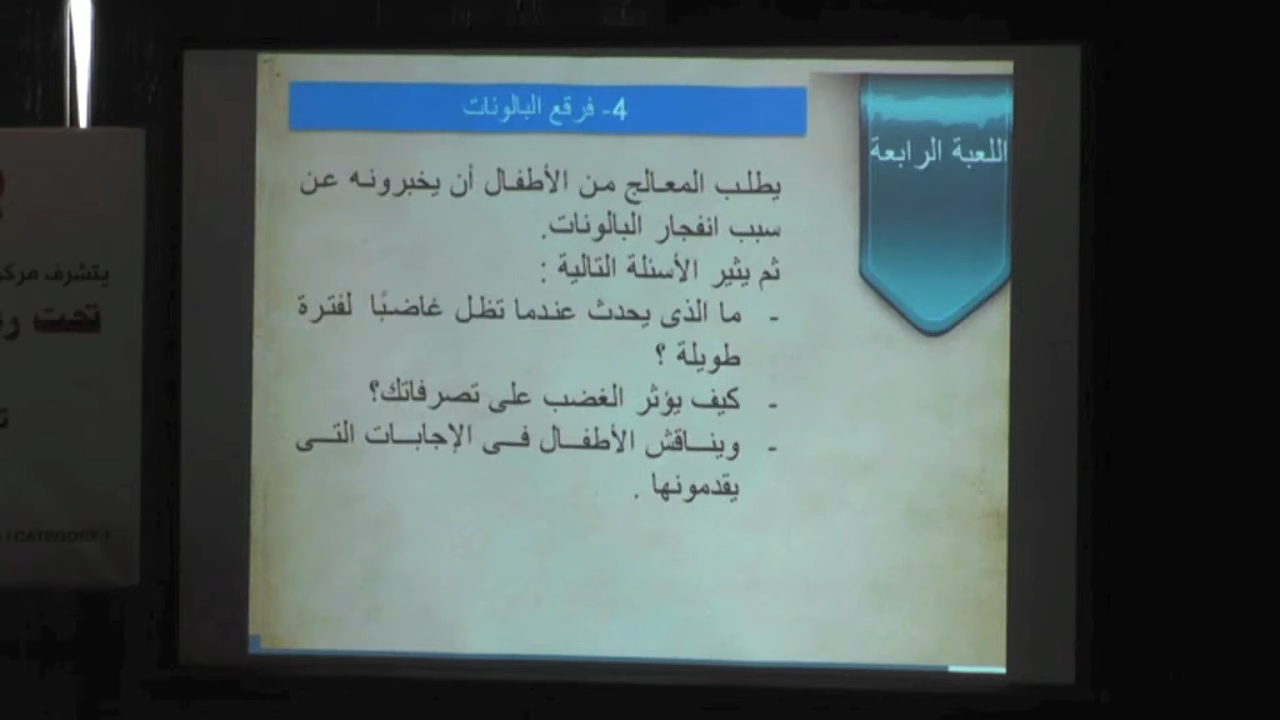 اللعبة الرابعة
4- فرقع البالونات
يطلب المعالج من الأطفال أن يخبرونه عن
سبب انفجار البالونات.
ثم يثير الأسئلة التالية :
- ما الذى يحدث عندما تظل غاضبًا لفترة
طويلة ؟
- كيف يؤثر الغضب على تصرفاتك؟
- ويناقش الأطفال فى الإجابات التى
يقدمونها .
يتشرف مركز
تحت
CATEGORY 1